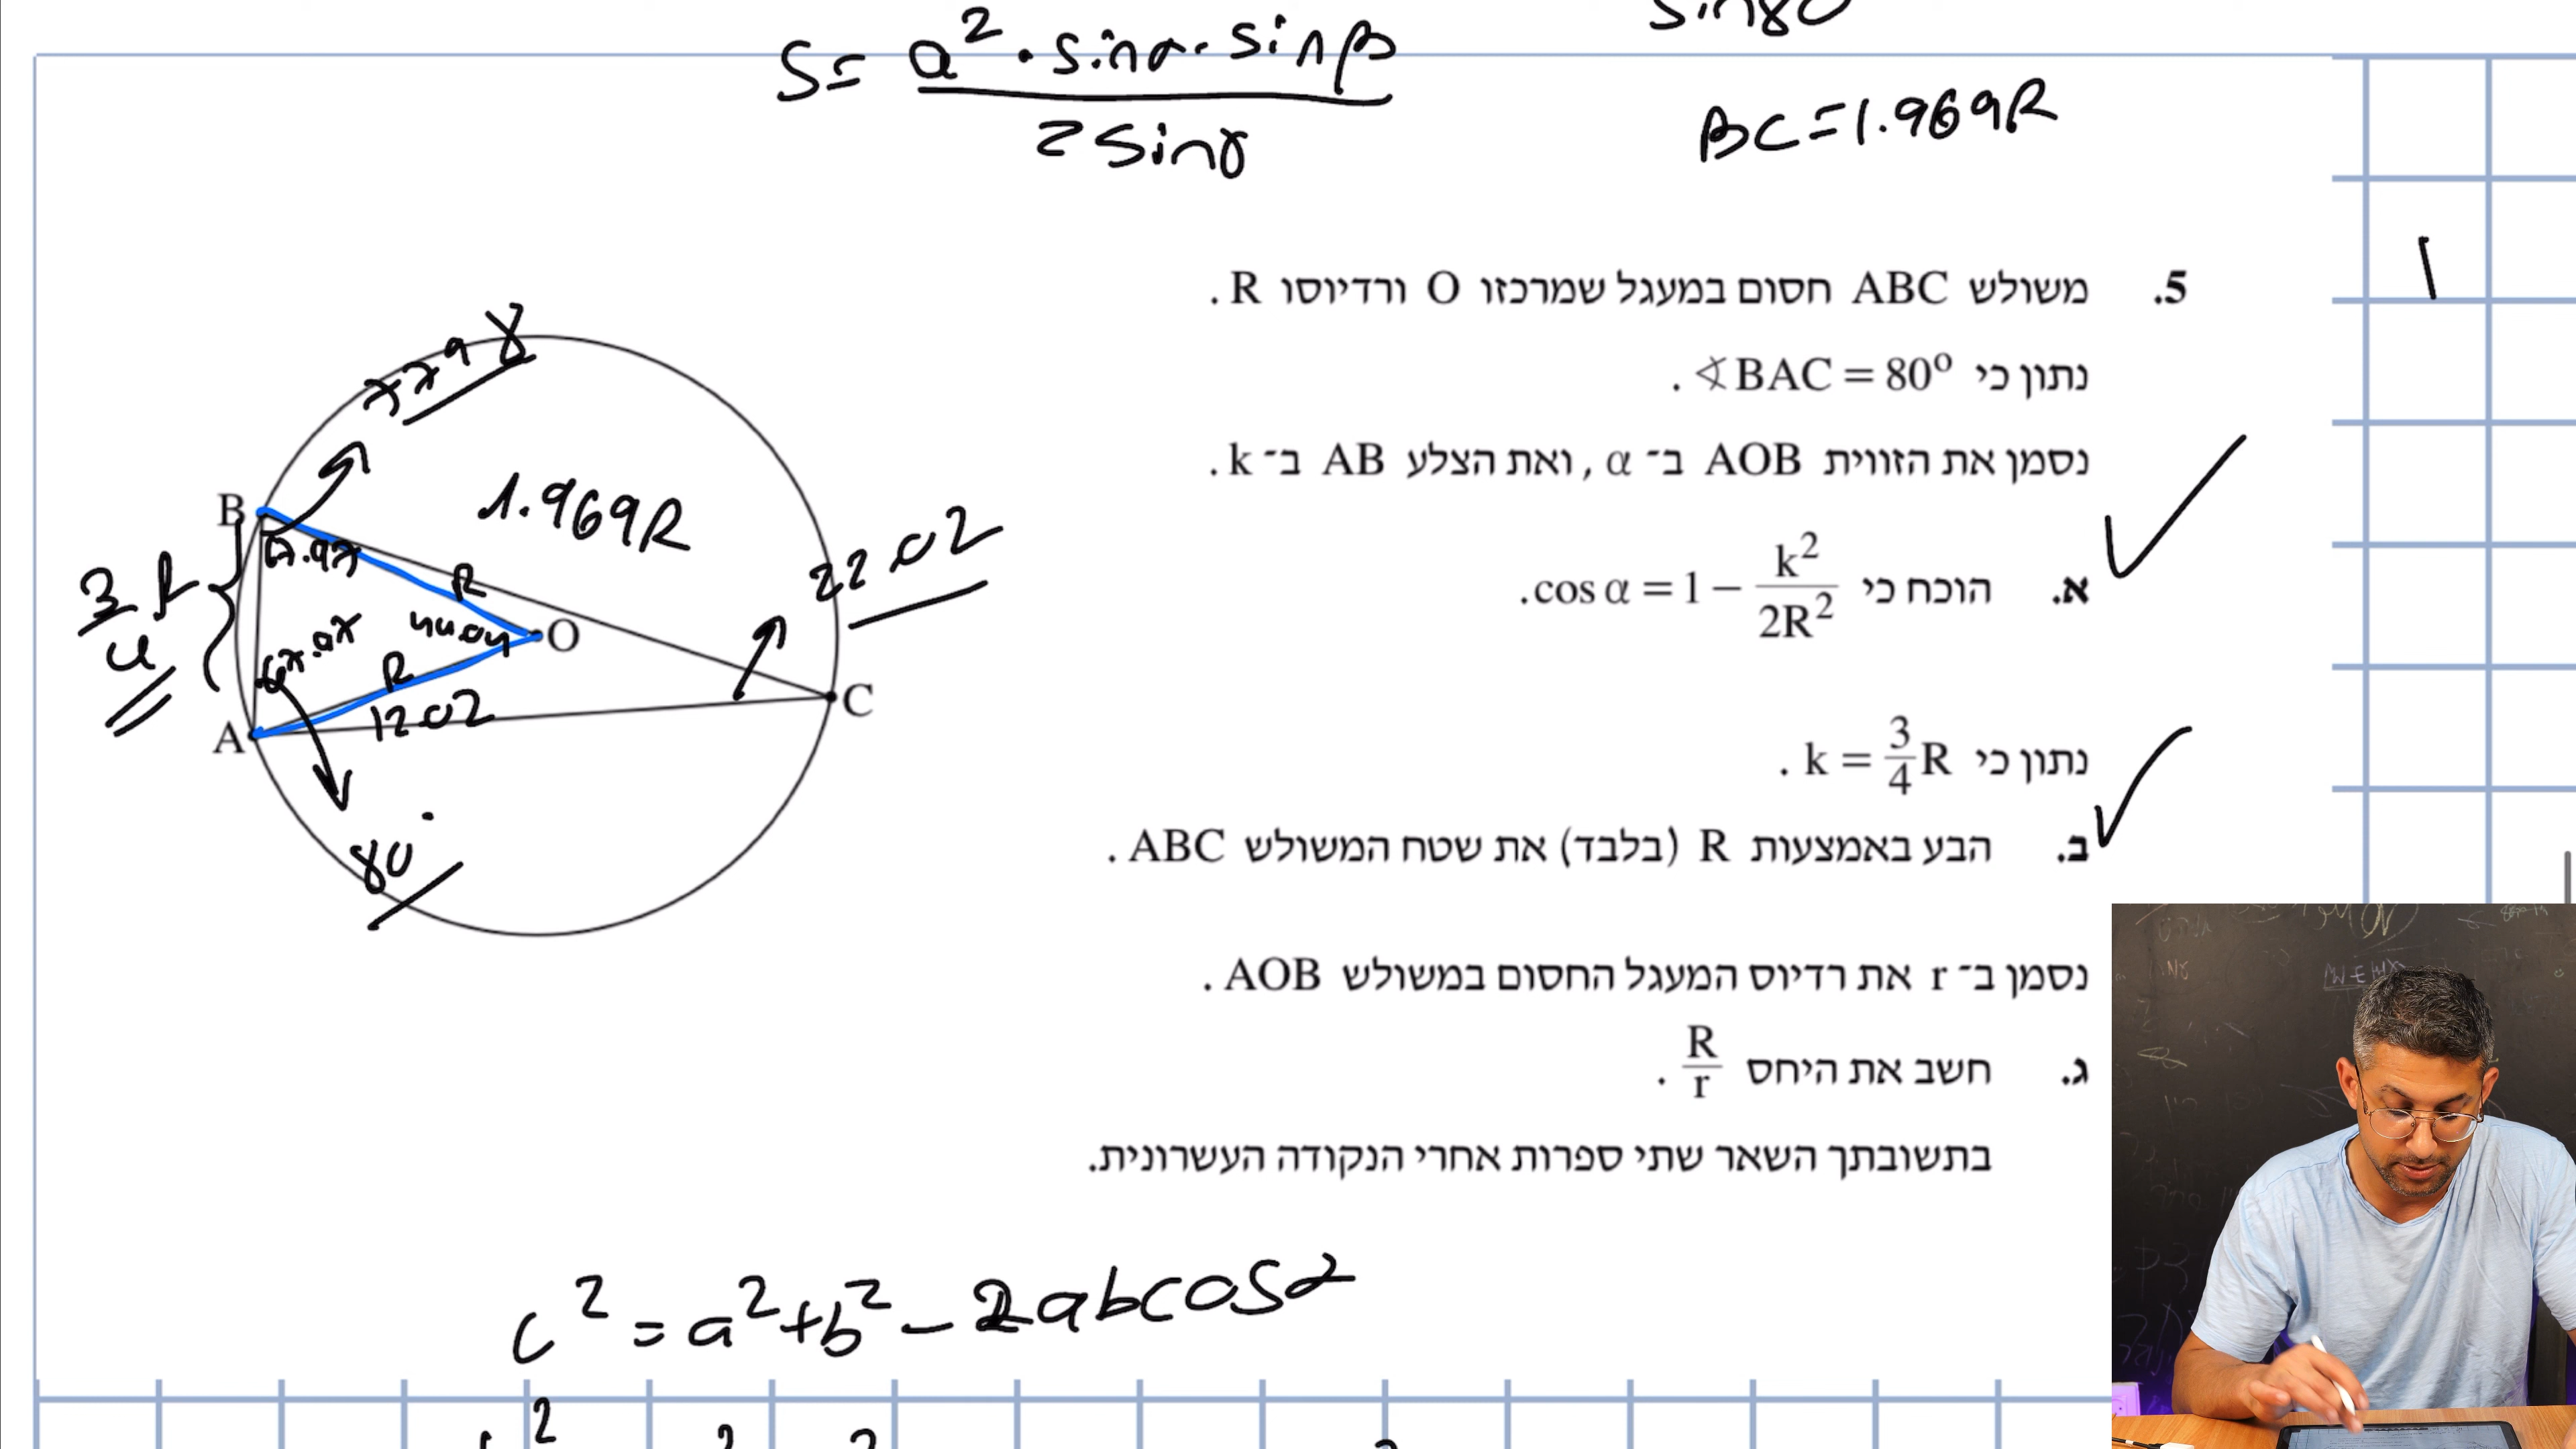 S = a² · sinα · sinβ / 2sinγ
BC = 1.969R
5. משולש ABC חסום במעגל שמרכזו O ורדיוסו R .
נתון כי ∢BAC = 80° .
נסמן את הזווית AOB ב־ α , ואת הצלע AB ב־ k .
א. הוכח כי cos α = 1 − k² / 2R² .
נתון כי k = 3/4 R .
ב. הבע באמצעות R (בלבד) את שטח המשולש ABC .
נסמן ב־ r את רדיוס המעגל החסום במשולש AOB .
ג. חשב את היחס R / r .
בתשובתך השאר שתי ספרות אחרי הנקודה העשרונית.
B
1.969R
R
O
R
A
C
80°
c² = a² + b² − 2abcosα